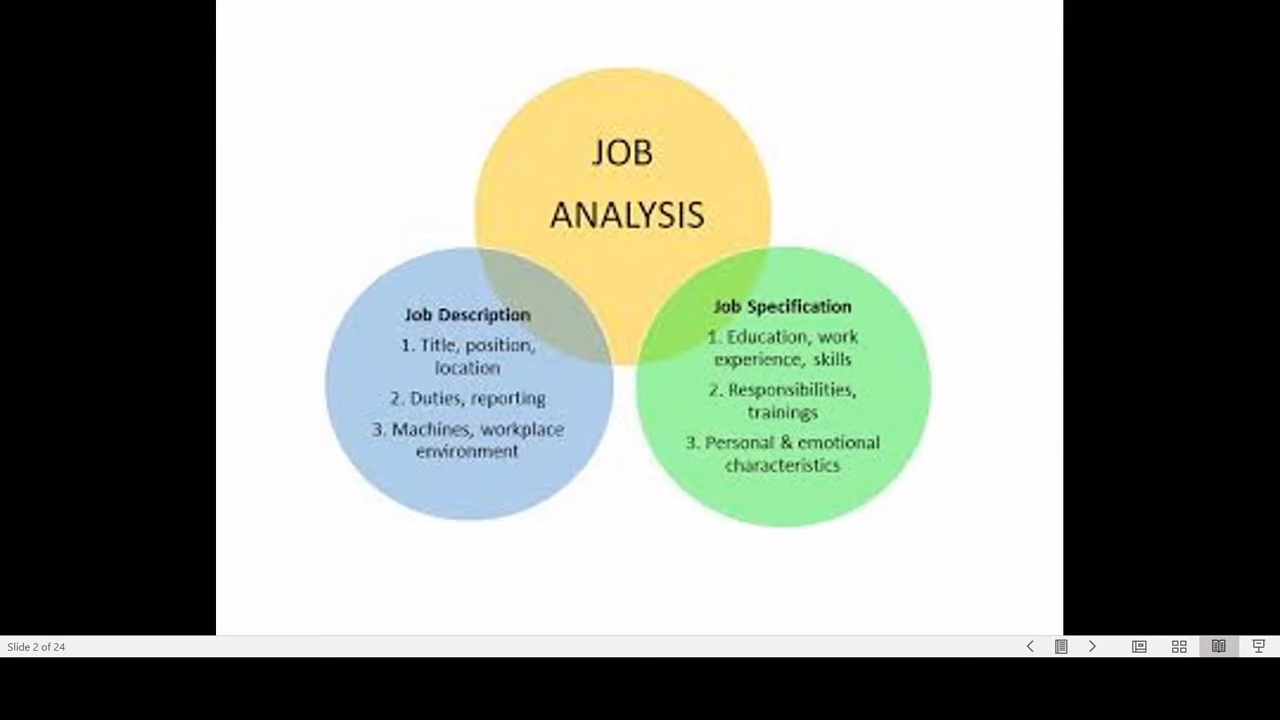 JOB
ANALYSIS
Job Description
1. Title, position,
location
2. Duties, reporting
3. Machines, workplace
environment
Job Specification
1. Education, work
experience, skills
2. Responsibilities,
trainings
3. Personal & emotional
characteristics
Slide 2 of 24